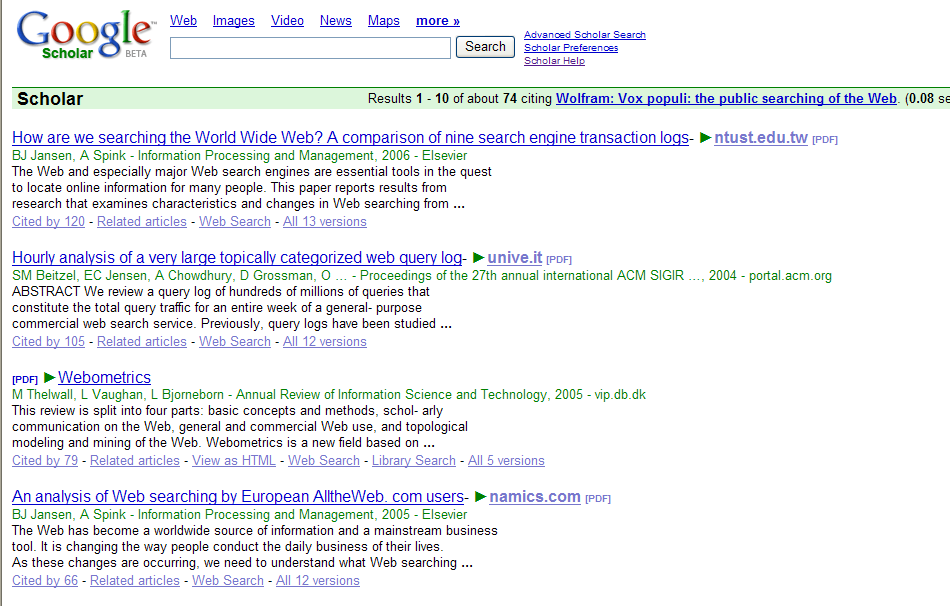 Google™
Scholar BETA
Web Images Video News Maps more »
Search
Advanced Scholar Search
Scholar Preferences
Scholar Help
Scholar Results 1 - 10 of about 74 citing Wolfram: Vox populi: the public searching of the Web. (0.08 se
How are we searching the World Wide Web? A comparison of nine search engine transaction logs- ►ntust.edu.tw [PDF]
BJ Jansen, A Spink - Information Processing and Management, 2006 - Elsevier
The Web and especially major Web search engines are essential tools in the quest
to locate online information for many people. This paper reports results from
research that examines characteristics and changes in Web searching from ...
Cited by 120 - Related articles - Web Search - All 13 versions
Hourly analysis of a very large topically categorized web query log- ►unive.it [PDF]
SM Beitzel, EC Jensen, A Chowdhury, D Grossman, O … - Proceedings of the 27th annual international ACM SIGIR …, 2004 - portal.acm.org
ABSTRACT We review a query log of hundreds of millions of queries that
constitute the total query traffic for an entire week of a general- purpose
commercial web search service. Previously, query logs have been studied ...
Cited by 105 - Related articles - Web Search - All 12 versions
[PDF] ►Webometrics
M Thelwall, L Vaughan, L Bjorneborn - Annual Review of Information Science and Technology, 2005 - vip.db.dk
This review is split into four parts: basic concepts and methods, schol- arly
communication on the Web, general and commercial Web use, and topological
modeling and mining of the Web. Webometrics is a new field based on ...
Cited by 79 - Related articles - View as HTML - Web Search - Library Search - All 5 versions
An analysis of Web searching by European AlltheWeb. com users- ►namics.com [PDF]
BJ Jansen, A Spink - Information Processing and Management, 2005 - Elsevier
The Web has become a worldwide source of information and a mainstream business
tool. It is changing the way people conduct the daily business of their lives.
As these changes are occurring, we need to understand what Web searching ...
Cited by 66 - Related articles - Web Search - All 12 versions